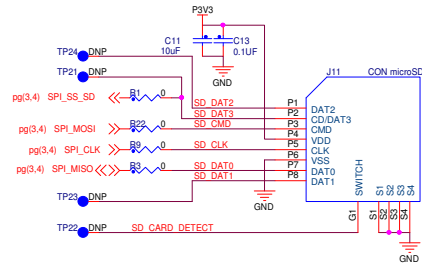 P3V3
TP24 DNP
C11
10uF
C13
0.1UF
TP21 DNP
GND
J11 CON microSD
pg(3,4) SPI_SS_SD R1 0
SD_DAT2 P1 DAT2
SD_DAT3 P2 CD/DAT3
pg(3,4) SPI_MOSI R22 0 SD_CMD P3 CMD
P4 VDD
pg(3,4) SPI_CLK R9 0 SD_CLK P5 CLK
P6 VSS
pg(3,4) SPI_MISO R3 0 SD_DAT0 P7 DAT0
SD_DAT1 P8 DAT1
SWITCH
S1
S2
S3
S4
TP23 DNP
GND
G1
S1
S2
S3
S4
TP22 DNP SD_CARD_DETECT
GND